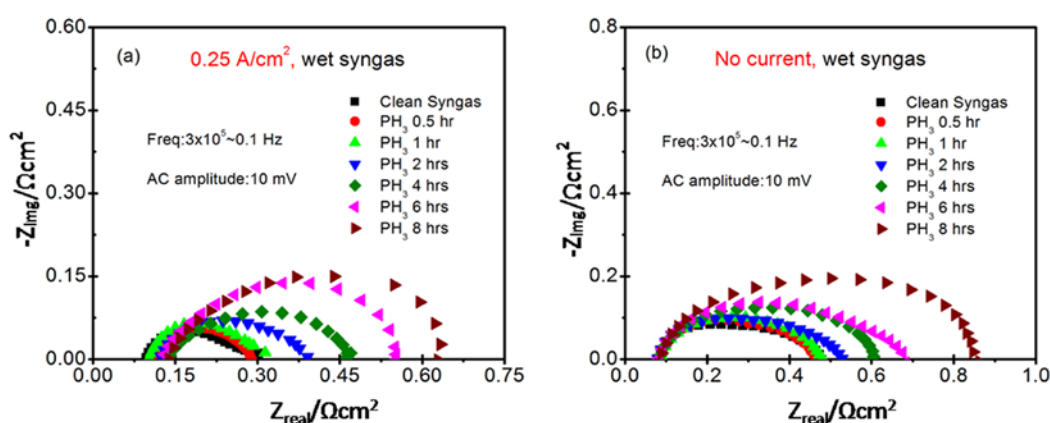 (a) 0.25 A/cm², wet syngas
Freq:3x10⁵~0.1 Hz
AC amplitude:10 mV
Clean Syngas
PH₃ 0.5 hr
PH₃ 1 hr
PH₃ 2 hrs
PH₃ 4 hrs
PH₃ 6 hrs
PH₃ 8 hrs
-Z_Img/Ωcm²
0.60
0.45
0.30
0.15
0.00
0.00 0.15 0.30 0.45 0.60 0.75
Z_real/Ωcm²
(b) No current, wet syngas
Freq:3x10⁵~0.1 Hz
AC amplitude:10 mV
Clean Syngas
PH₃ 0.5 hr
PH₃ 1 hr
PH₃ 2 hrs
PH₃ 4 hrs
PH₃ 6 hrs
PH₃ 8 hrs
-Z_Img/Ωcm²
0.8
0.6
0.4
0.2
0.0
0.0 0.2 0.4 0.6 0.8 1.0
Z_real/Ωcm²